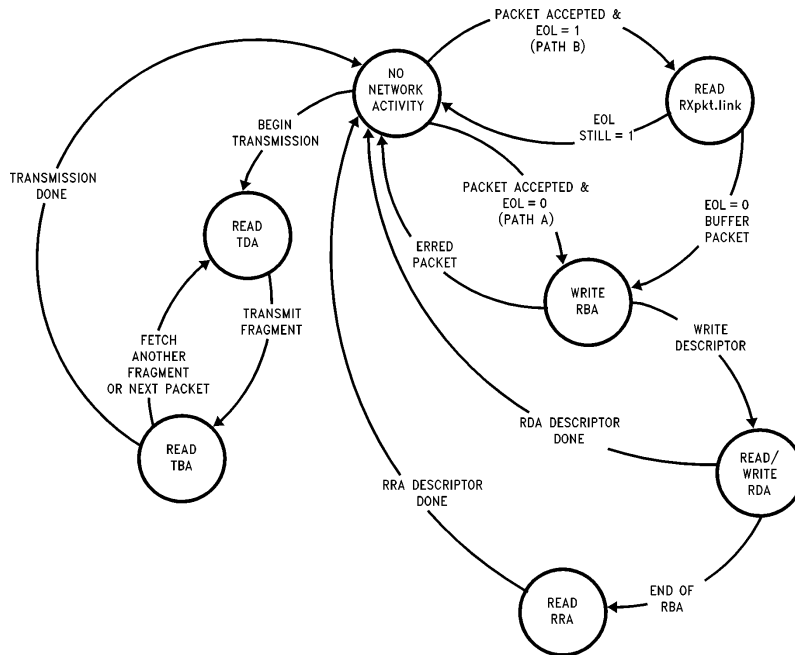 PACKET ACCEPTED &
EOL = 1
(PATH B)
NO
NETWORK
ACTIVITY
READ
RXpkt.link
BEGIN
TRANSMISSION
EOL
STILL = 1
TRANSMISSION
DONE
PACKET ACCEPTED &
EOL = 0
(PATH A)
EOL = 0
BUFFER
PACKET
READ
TDA
ERRED
PACKET
WRITE
RBA
TRANSMIT
FRAGMENT
WRITE
DESCRIPTOR
FETCH
ANOTHER
FRAGMENT
OR NEXT PACKET
RDA DESCRIPTOR
DONE
READ
TBA
READ/
WRITE
RDA
RRA DESCRIPTOR
DONE
END OF
RBA
READ
RRA